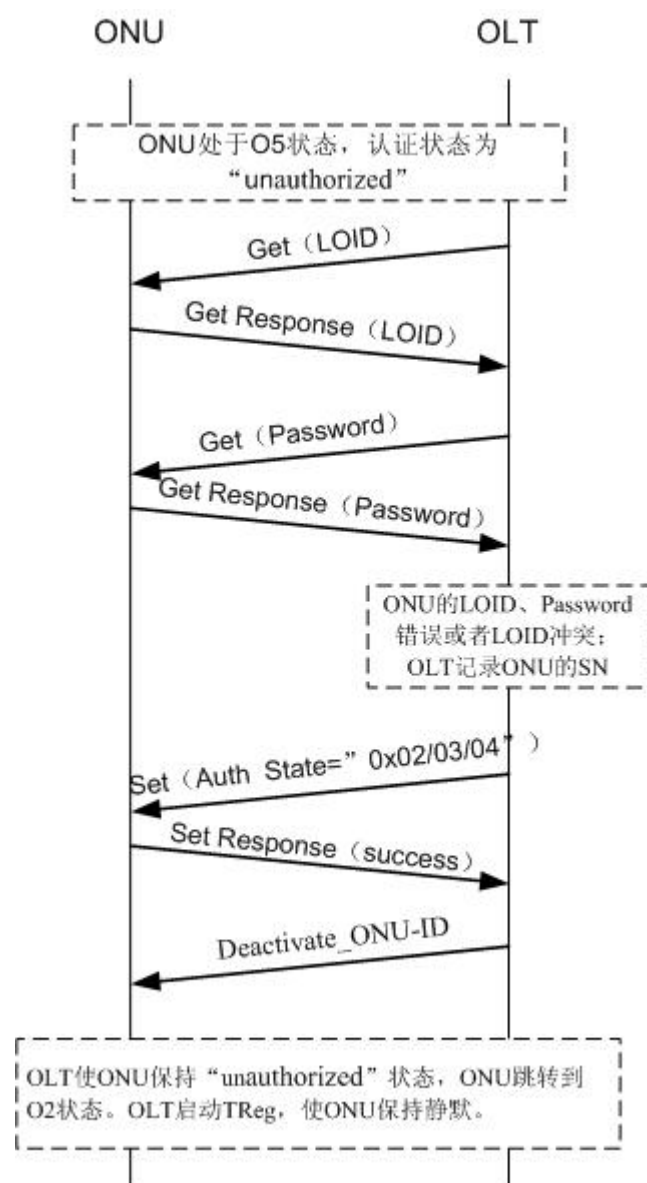 ONU
OLT
ONU处于O5状态，认证状态为
“unauthorized”
Get（LOID）
Get Response（LOID）
Get（Password）
Get Response（Password）
ONU的LOID、Password
错误或者LOID冲突；
OLT记录ONU的SN
Set（Auth State=”0x02/03/04”）
Set Response（success）
Deactivate_ONU-ID
OLT使ONU保持“unauthorized”状态，ONU跳转到
O2状态。OLT启动TReg，使ONU保持静默。